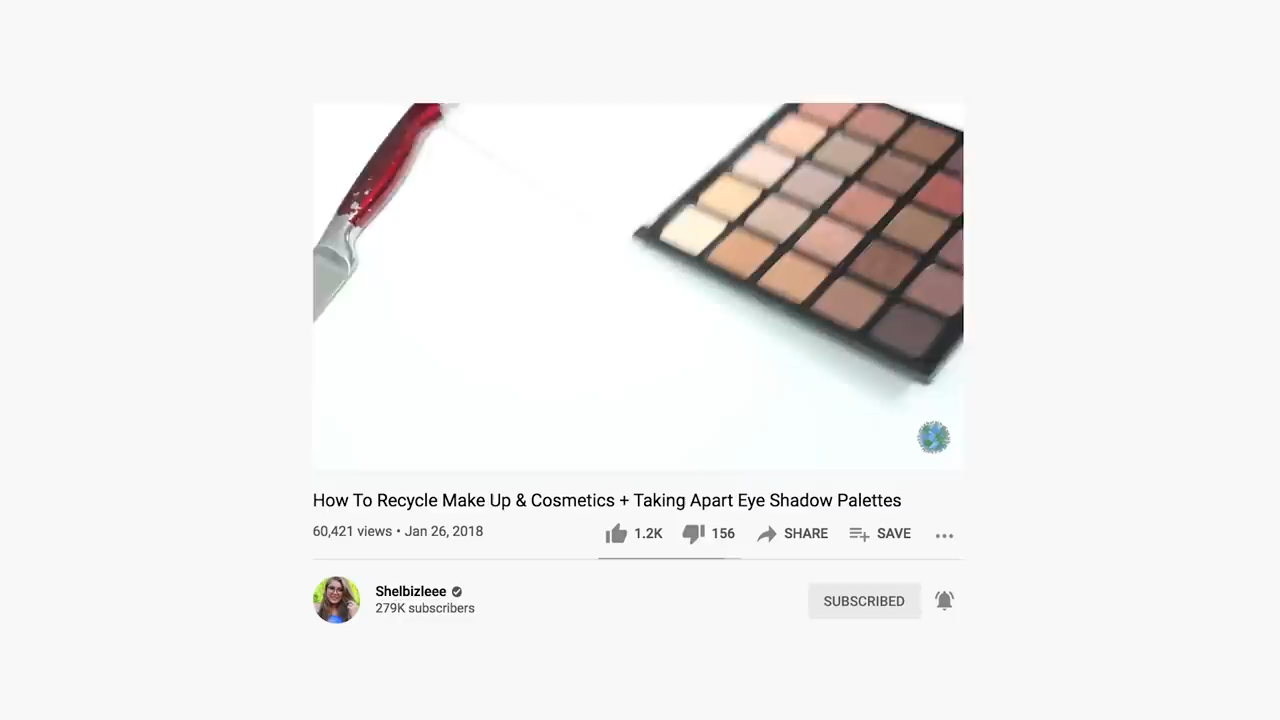 How To Recycle Make Up & Cosmetics + Taking Apart Eye Shadow Palettes
60,421 views • Jan 26, 2018 1.2K 156 SHARE SAVE ...
Shelbizleee
279K subscribers
SUBSCRIBED